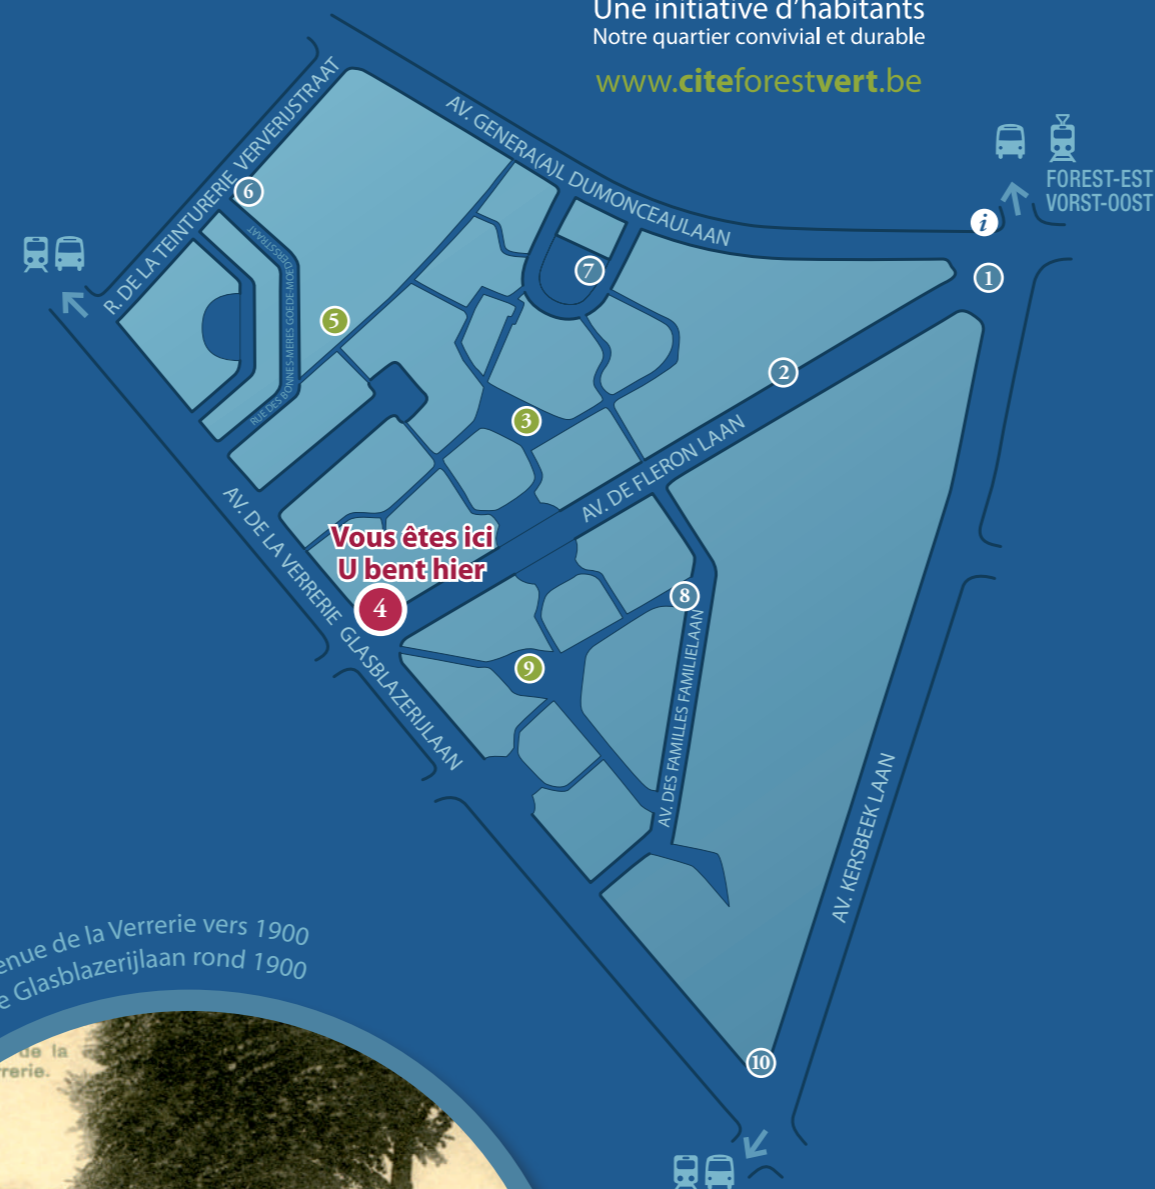 Une initiative d'habitants
Notre quartier convivial et durable
www.citeforestvert.be
AV. GENERA(A)L DUMONCEAULAAN
R. DE LA TEINTURERIE VERVERIJSTRAAT
FOREST-EST
VORST-OOST
i
6
7
1
RUE DES BONNES-MERES GOEDE-MOEDERSSTRAAT
5
2
3
AV. DE FLERON LAAN
AV. DE LA VERRERIE GLASBLAZERIJLAAN
Vous êtes ici
U bent hier
4
8
9
AV. DES FAMILLES FAMILIELAAN
AV. KERSBEEK LAAN
10
de la Verrerie vers 1900
Glasblazerijlaan rond 1900
de la